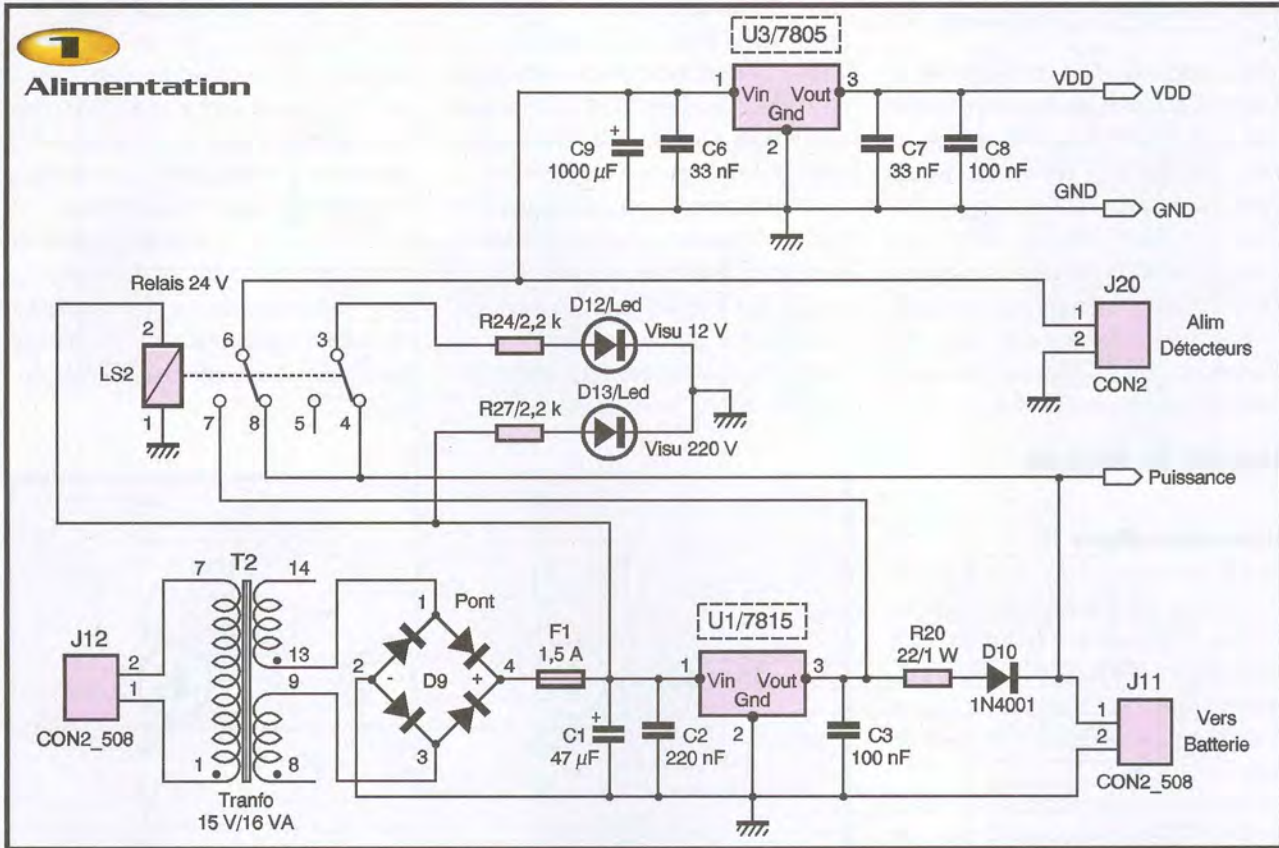 1
Alimentation
U3/7805
1
3
Vin
Vout
Gnd
2
VDD
VDD
C9
1000 µF
+
C6
33 nF
C7
33 nF
C8
100 nF
GND
GND
Relais 24 V
2
LS2
1
6
3
7
8
5
4
R24/2,2 k
D12/Led
Visu 12 V
R27/2,2 k
D13/Led
Visu 220 V
J20
1
2
Alim
Détecteurs
CON2
Puissance
J12
2
1
CON2_508
7
T2
14
13
9
1
8
Tranfo
15 V/16 VA
1
Pont
2
-
D9
+
4
3
F1
1,5 A
+
C1
47 µF
C2
220 nF
U1/7815
1
3
Vin
Vout
Gnd
2
C3
100 nF
R20
22/1 W
D10
1N4001
J11
1
2
Vers
Batterie
CON2_508